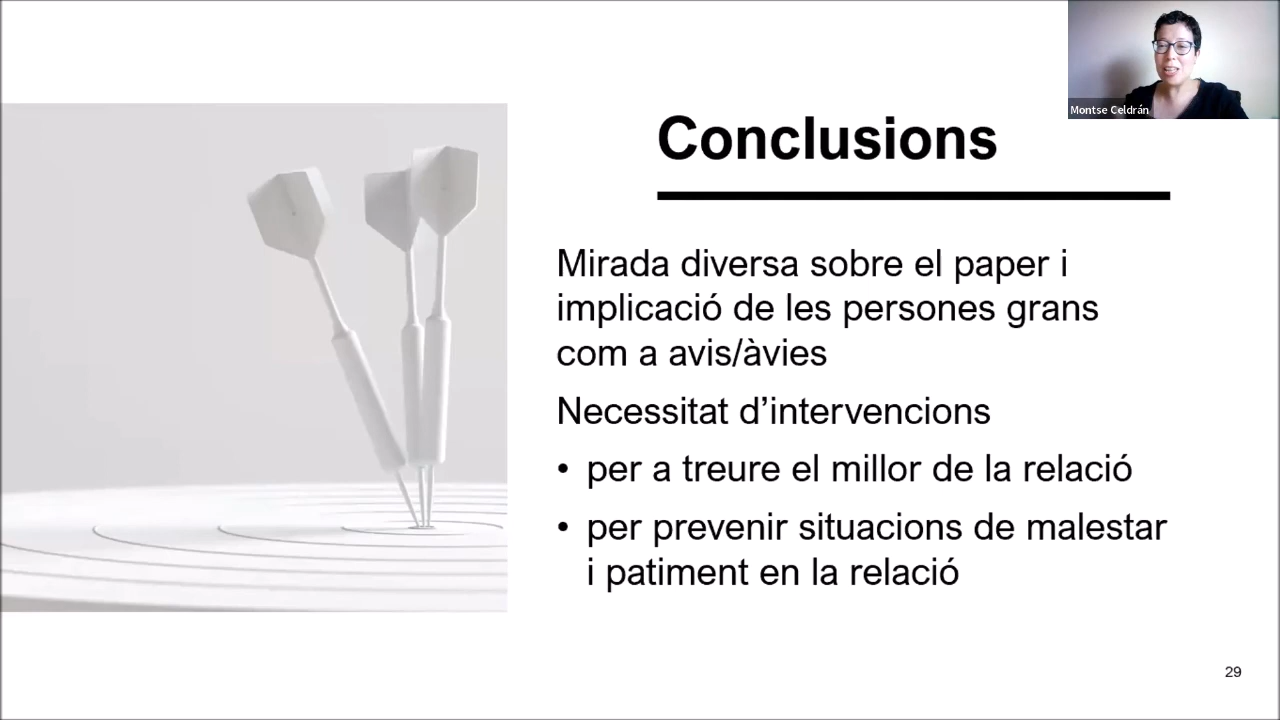 Montse Celdrán
Conclusions
Mirada diversa sobre el paper i
implicació de les persones grans
com a avis/àvies
Necessitat d’intervencions
• per a treure el millor de la relació
• per prevenir situacions de malestar
i patiment en la relació
29